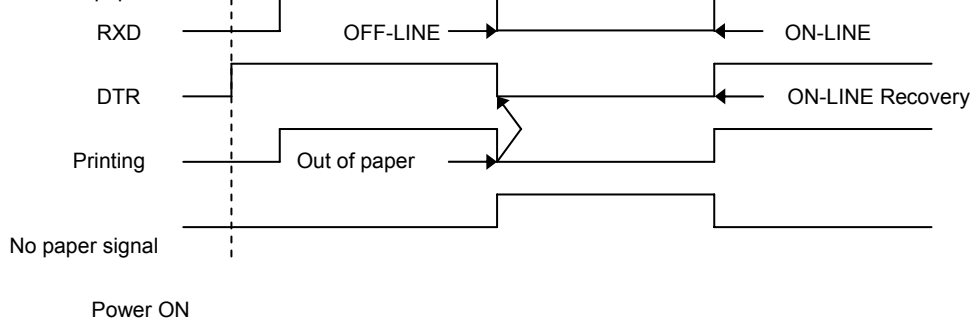 RXD OFF-LINE ON-LINE
DTR ON-LINE Recovery
Printing Out of paper
No paper signal
Power ON